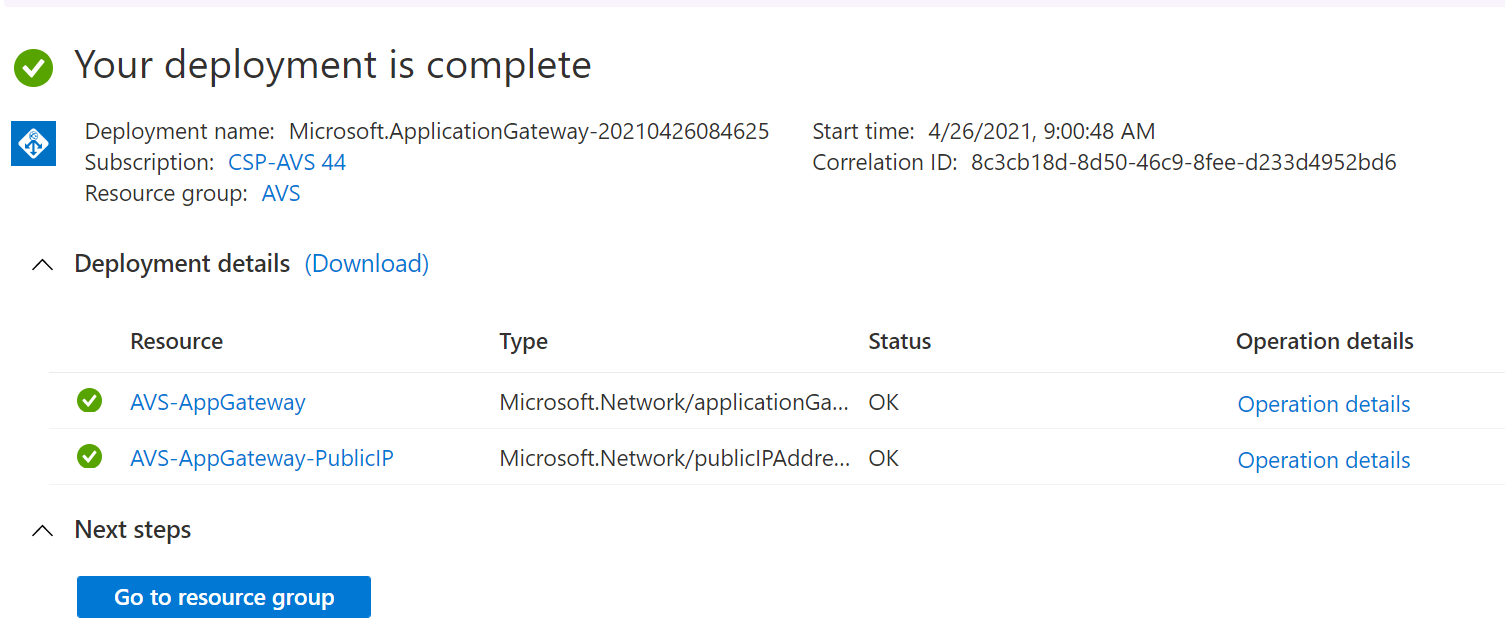 Your deployment is complete
Deployment name: Microsoft.ApplicationGateway-20210426084625 Start time: 4/26/2021, 9:00:48 AM
Subscription: CSP-AVS 44 Correlation ID: 8c3cb18d-8d50-46c9-8fee-d233d4952bd6
Resource group: AVS
Deployment details (Download)
Resource Type Status Operation details
AVS-AppGateway Microsoft.Network/applicationGa... OK Operation details
AVS-AppGateway-PublicIP Microsoft.Network/publicIPAddre... OK Operation details
Next steps
Go to resource group